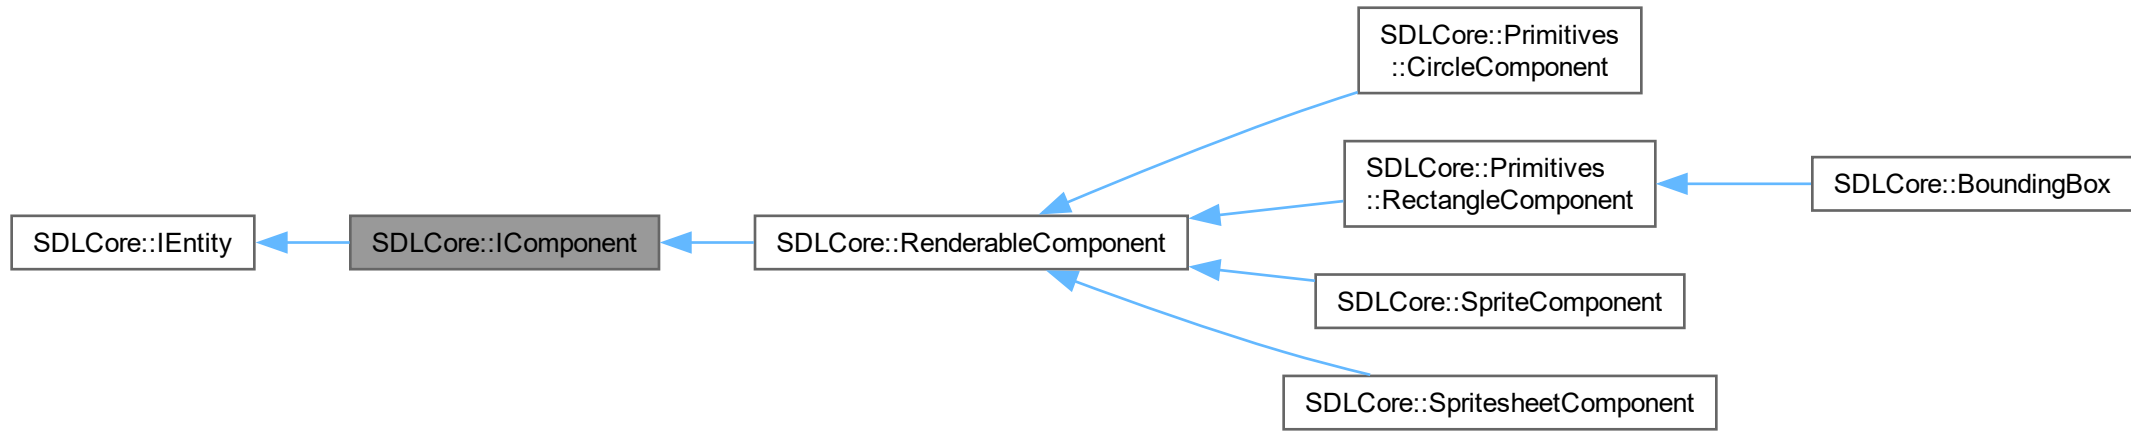 SDLCore::Primitives
::CircleComponent
SDLCore::Primitives
::RectangleComponent
SDLCore::BoundingBox
SDLCore::IEntity
SDLCore::IComponent
SDLCore::RenderableComponent
SDLCore::SpriteComponent
SDLCore::SpritesheetComponent